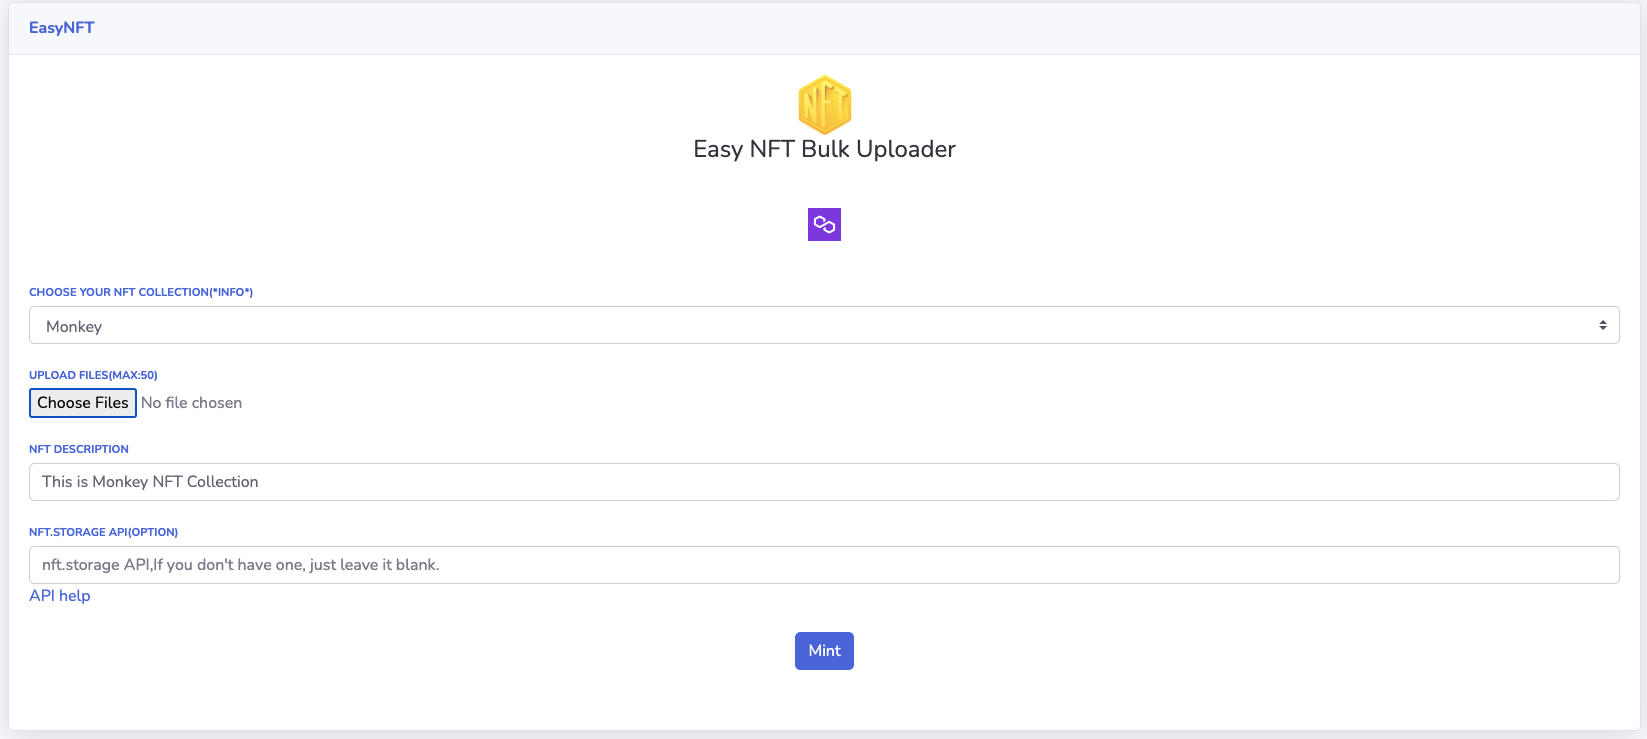 EasyNFT
NFT
Easy NFT Bulk Uploader
CHOOSE YOUR NFT COLLECTION(*INFO*)
Monkey
UPLOAD FILES(MAX:50)
Choose Files No file chosen
NFT DESCRIPTION
This is Monkey NFT Collection
NFT.STORAGE API(OPTION)
nft.storage API,If you don't have one, just leave it blank.
API help
Mint